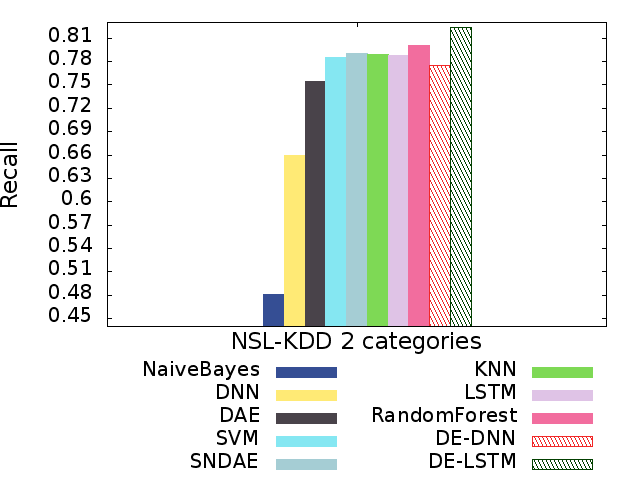 0.81
0.78
0.75
0.72
0.69
0.66
0.63
0.6
0.57
0.54
0.51
0.48
0.45
Recall
NSL-KDD 2 categories
NaiveBayes
DNN
DAE
SVM
SNDAE
KNN
LSTM
RandomForest
DE-DNN
DE-LSTM